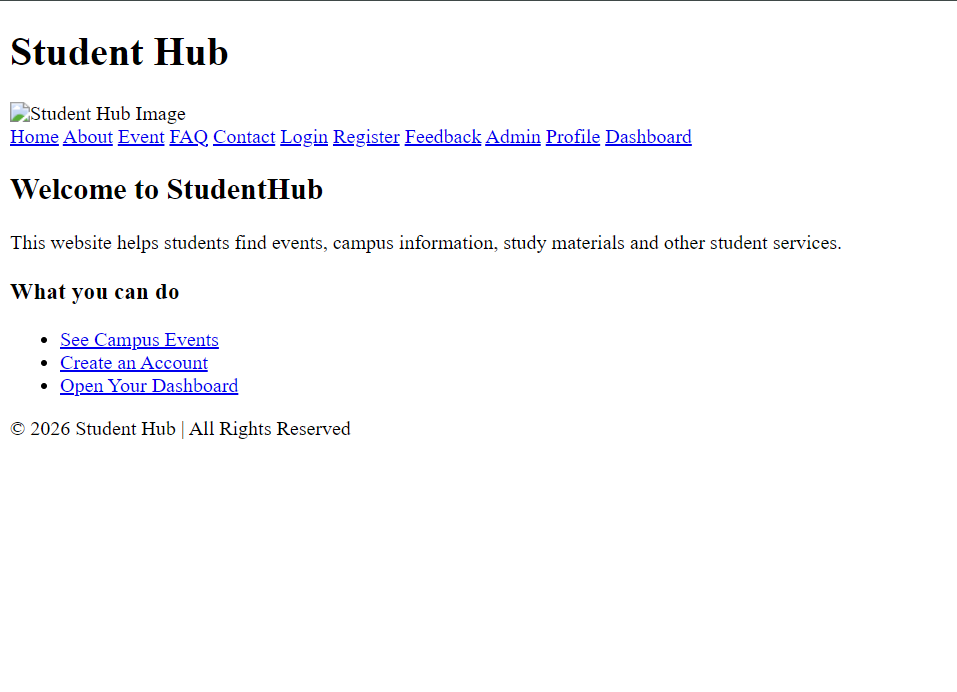 Student Hub
Student Hub Image
Home About Event FAQ Contact Login Register Feedback Admin Profile Dashboard
Welcome to StudentHub
This website helps students find events, campus information, study materials and other student services.
What you can do
See Campus Events
Create an Account
Open Your Dashboard
© 2026 Student Hub | All Rights Reserved